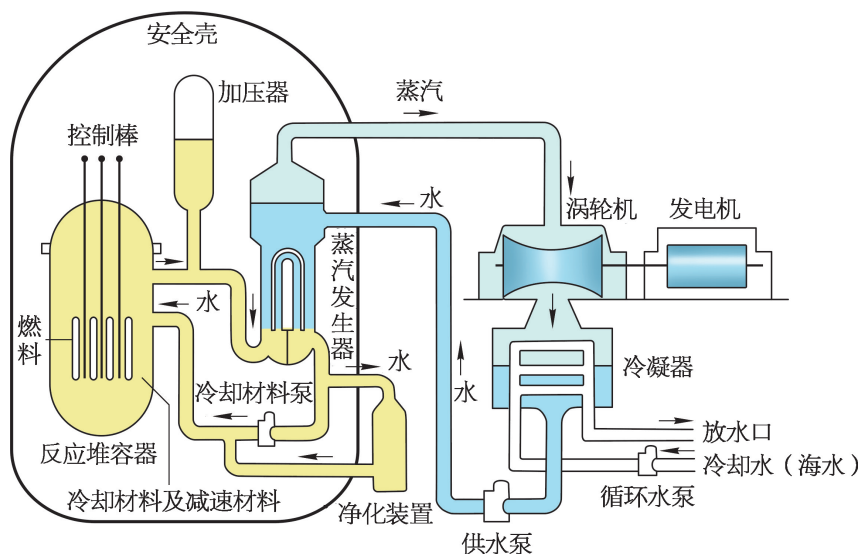 安全壳
加压器
控制棒
蒸汽
水
涡轮机
发电机
蒸汽发生器
水
燃料
水
冷却材料泵
水
冷凝器
反应堆容器
放水口
冷却水（海水）
冷却材料及减速材料
净化装置
循环水泵
供水泵